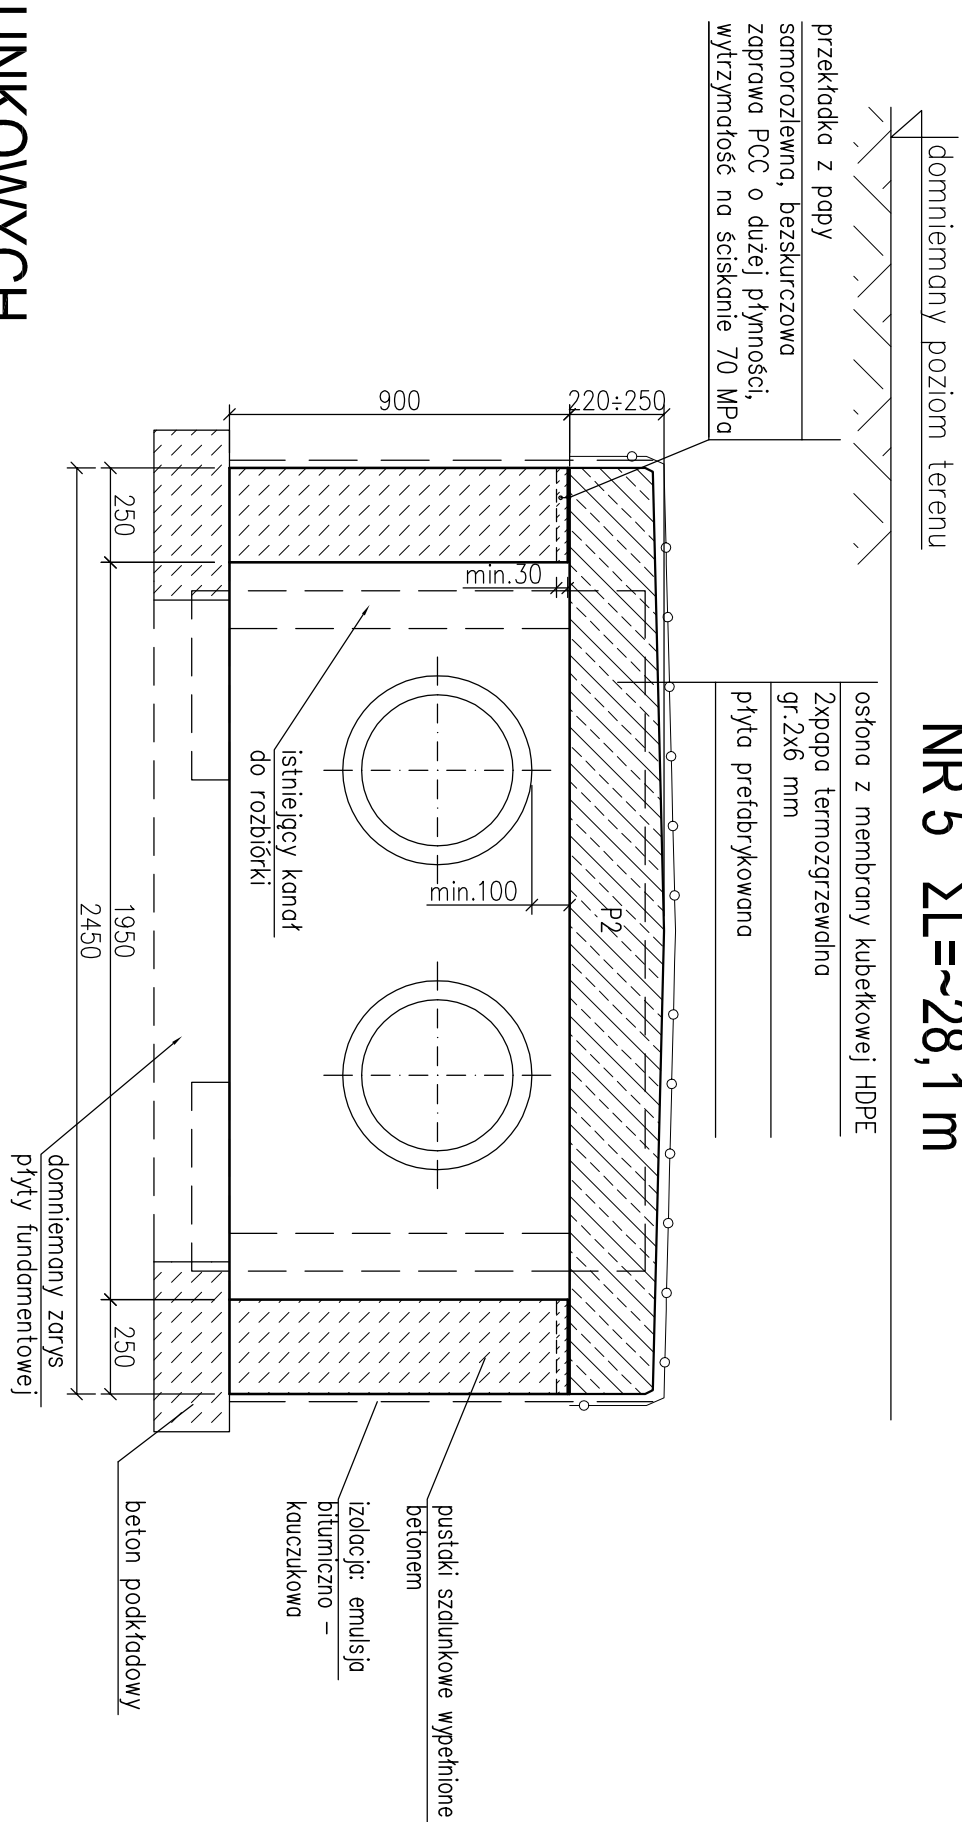 NR 5 ΣL=~28,1 m
domniemany poziom terenu
przekładka z papy
samorozlewna, bezskurczowa
zaprawa PCC o dużej płynności,
wytrzymałość na ściskanie 70 MPa
osłona z membrany kubełkowej HDPE
2xpapa termozgrzewalna
gr.2x6 mm
płyta prefabrykowana
220÷250
900
min.30
min.100
P2
istniejący kanał
do rozbiórki
250
1950
250
2450
domniemany zarys
płyty fundamentowej
pustaki szalunkowe wypełnione
betonem
izolacja: emulsja
bitumiczno –
kauczukowa
beton podkładowy